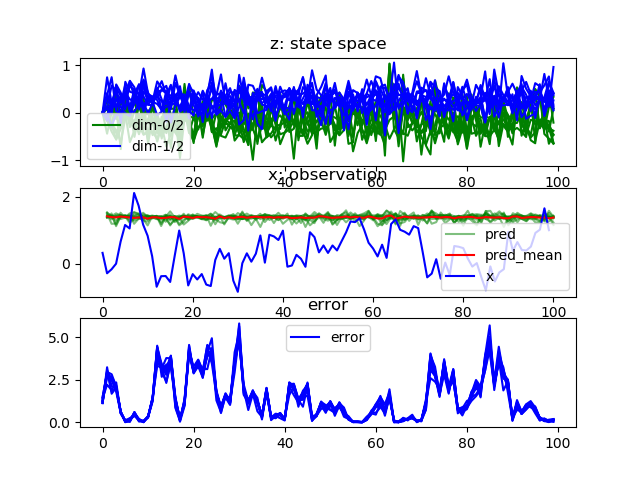 z: state space
1
0
−1
dim-0/2
dim-1/2
0 20 40 60 80 100
x: observation
2
0
pred
pred_mean
x
0 20 40 60 80 100
error
5.0
2.5
0.0
error
0 20 40 60 80 100